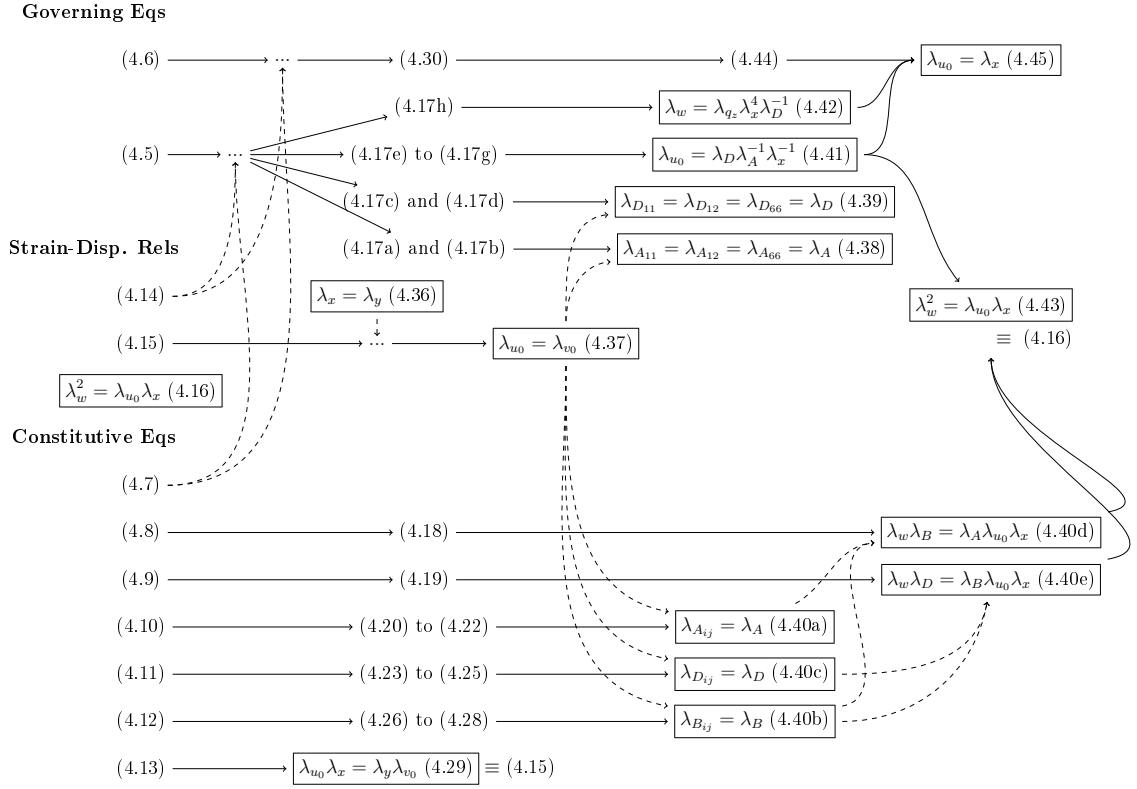 Governing Eqs
(4.6) ... (4.30) (4.44) λ_{u_0} = λ_x (4.45)
(4.17h) λ_w = λ_{q_z} λ_x^4 λ_D^{-1} (4.42)
(4.5) ... (4.17e) to (4.17g) λ_{u_0} = λ_D λ_A^{-1} λ_x^{-1} (4.41)
(4.17c) and (4.17d) λ_{D_{11}} = λ_{D_{12}} = λ_{D_{66}} = λ_D (4.39)
Strain-Disp. Rels (4.17a) and (4.17b) λ_{A_{11}} = λ_{A_{12}} = λ_{A_{66}} = λ_A (4.38)
(4.14) λ_x = λ_y (4.36) λ_w^2 = λ_{u_0} λ_x (4.43)
(4.15) ... λ_{u_0} = λ_{v_0} (4.37) ≡ (4.16)
λ_w^2 = λ_{u_0} λ_x (4.16)
Constitutive Eqs
(4.7)
(4.8) (4.18) λ_w λ_B = λ_A λ_{u_0} λ_x (4.40d)
(4.9) (4.19) λ_w λ_D = λ_B λ_{u_0} λ_x (4.40e)
(4.10) (4.20) to (4.22) λ_{A_{ij}} = λ_A (4.40a)
(4.11) (4.23) to (4.25) λ_{D_{ij}} = λ_D (4.40c)
(4.12) (4.26) to (4.28) λ_{B_{ij}} = λ_B (4.40b)
(4.13) λ_{u_0} λ_x = λ_y λ_{v_0} (4.29) ≡ (4.15)